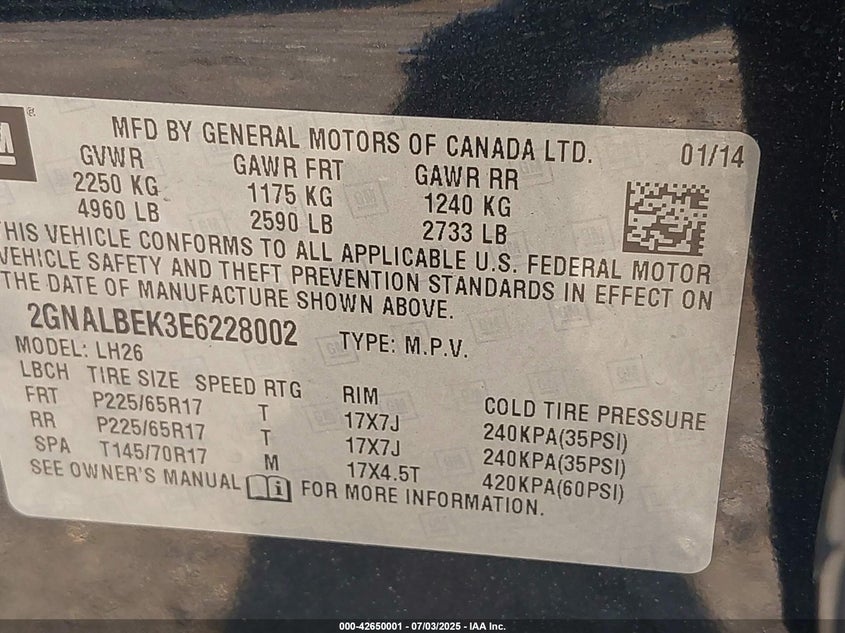 GM ®
MFD BY GENERAL MOTORS OF CANADA LTD. 01/14
GVWR GAWR FRT GAWR RR
2250 KG 1175 KG 1240 KG
4960 LB 2590 LB 2733 LB
THIS VEHICLE CONFORMS TO ALL APPLICABLE U.S. FEDERAL MOTOR
VEHICLE SAFETY AND THEFT PREVENTION STANDARDS IN EFFECT ON
THE DATE OF MANUFACTURE SHOWN ABOVE.
2GNALBEK3E6228002 TYPE: M.P.V.
MODEL: LH26
LBCH TIRE SIZE SPEED RTG RIM COLD TIRE PRESSURE
FRT P225/65R17 T 17X7J 240KPA(35PSI)
RR P225/65R17 T 17X7J 240KPA(35PSI)
SPA T145/70R17 M 17X4.5T 420KPA(60PSI)
SEE OWNER'S MANUAL i FOR MORE INFORMATION.
000-42650001 - 07/03/2025 - IAA Inc.